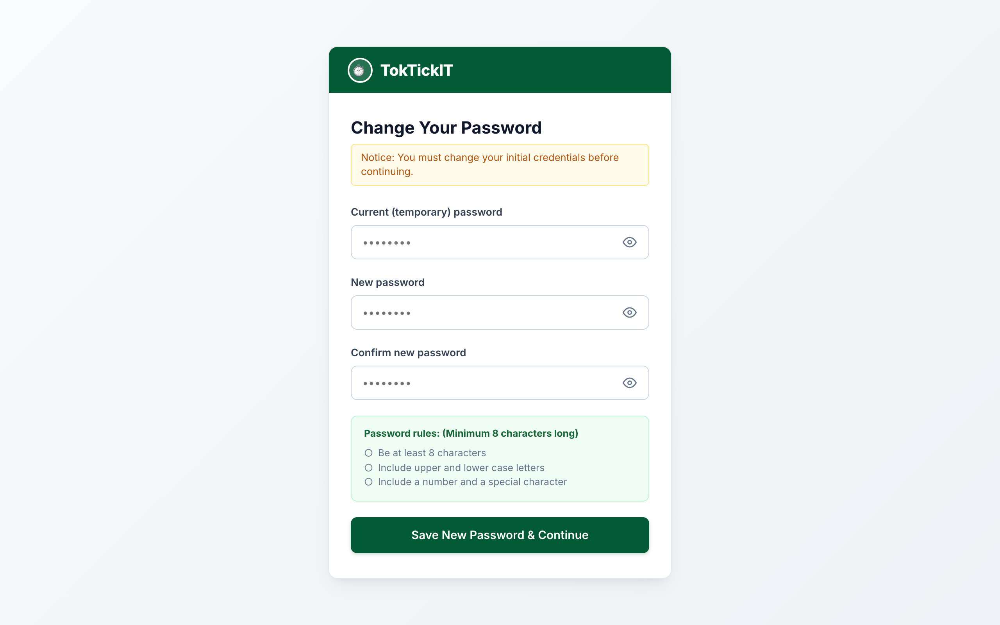 TokTickIT
Change Your Password
Notice: You must change your initial credentials before
continuing.
Current (temporary) password
••••••••
New password
••••••••
Confirm new password
••••••••
Password rules: (Minimum 8 characters long)
Be at least 8 characters
Include upper and lower case letters
Include a number and a special character
Save New Password & Continue